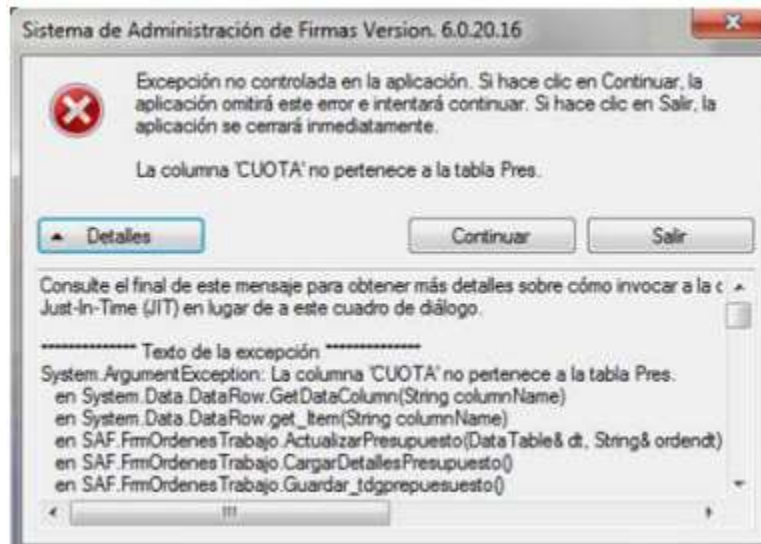 Sistema de Administración de Firmas Version. 6.0.20.16
Excepción no controlada en la aplicación. Si hace clic en Continuar, la
aplicación omitirá este error e intentará continuar. Si hace clic en Salir, la
aplicación se cerrará inmediatamente.
La columna 'CUOTA' no pertenece a la tabla Pres.
Detalles
Continuar
Salir
Consulte el final de este mensaje para obtener más detalles sobre cómo invocar a la d
Just-In-Time (JIT) en lugar de a este cuadro de diálogo.
************** Texto de la excepción **************
System.ArgumentException: La columna 'CUOTA' no pertenece a la tabla Pres.
en System.Data.DataRow.GetDataColumn(String columnName)
en System.Data.DataRow.get_Item(String columnName)
en SAF.FrmOrdenesTrabajo.ActualizarPresupuesto(DataTable& dt, String& ordendt)
en SAF.FrmOrdenesTrabajo.CargarDetallesPresupuesto()
en SAF.FrmOrdenesTrabajo.Guardar_tdgprepuesuesto()